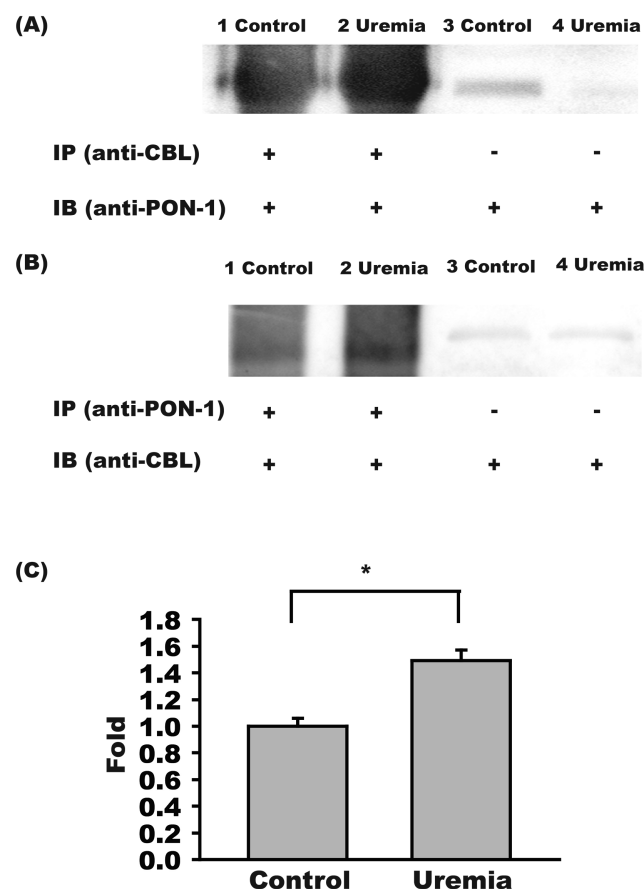 (A)
1 Control 2 Uremia 3 Control 4 Uremia
IP (anti-CBL) + + - -
IB (anti-PON-1) + + + +
(B)
1 Control 2 Uremia 3 Control 4 Uremia
IP (anti-PON-1) + + - -
IB (anti-CBL) + + + +
(C)
*
1.8
1.6
1.4
1.2
1.0
0.8
0.6
0.4
0.2
0.0
Fold
Control Uremia